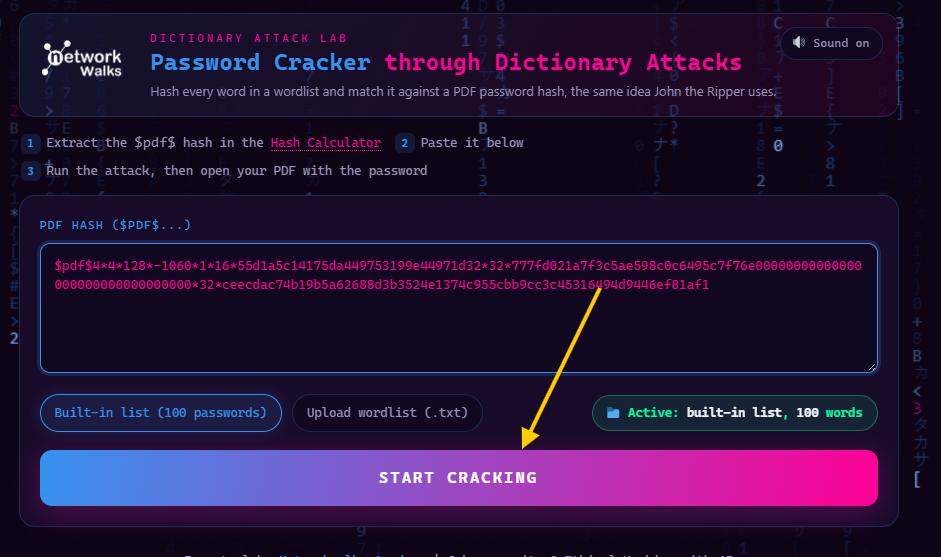 network
walks
DICTIONARY ATTACK LAB
Password Cracker through Dictionary Attacks
Hash every word in a wordlist and match it against a PDF password hash, the same idea John the Ripper uses.
Sound on
1 Extract the $pdf$ hash in the Hash Calculator 2 Paste it below
3 Run the attack, then open your PDF with the password
PDF HASH ($PDF$...)
$pdf$4*4*128*-1060*1*16*55d1a5c14175da449753199e44971d32*32*777fd021a7f3c5ae598c0c6495c7f76e00000000000000
000000000000000000*32*ceecdac74b19b5a62688d3b3524e1374c955cbb9cc3c45316494d9446ef81af1
Built-in list (100 passwords)
Upload wordlist (.txt)
Active: built-in list, 100 words
START CRACKING